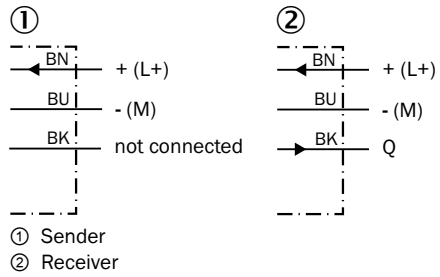 ① ②
BN + (L+) BN + (L+)
BU - (M) BU - (M)
BK not connected BK Q
① Sender
② Receiver